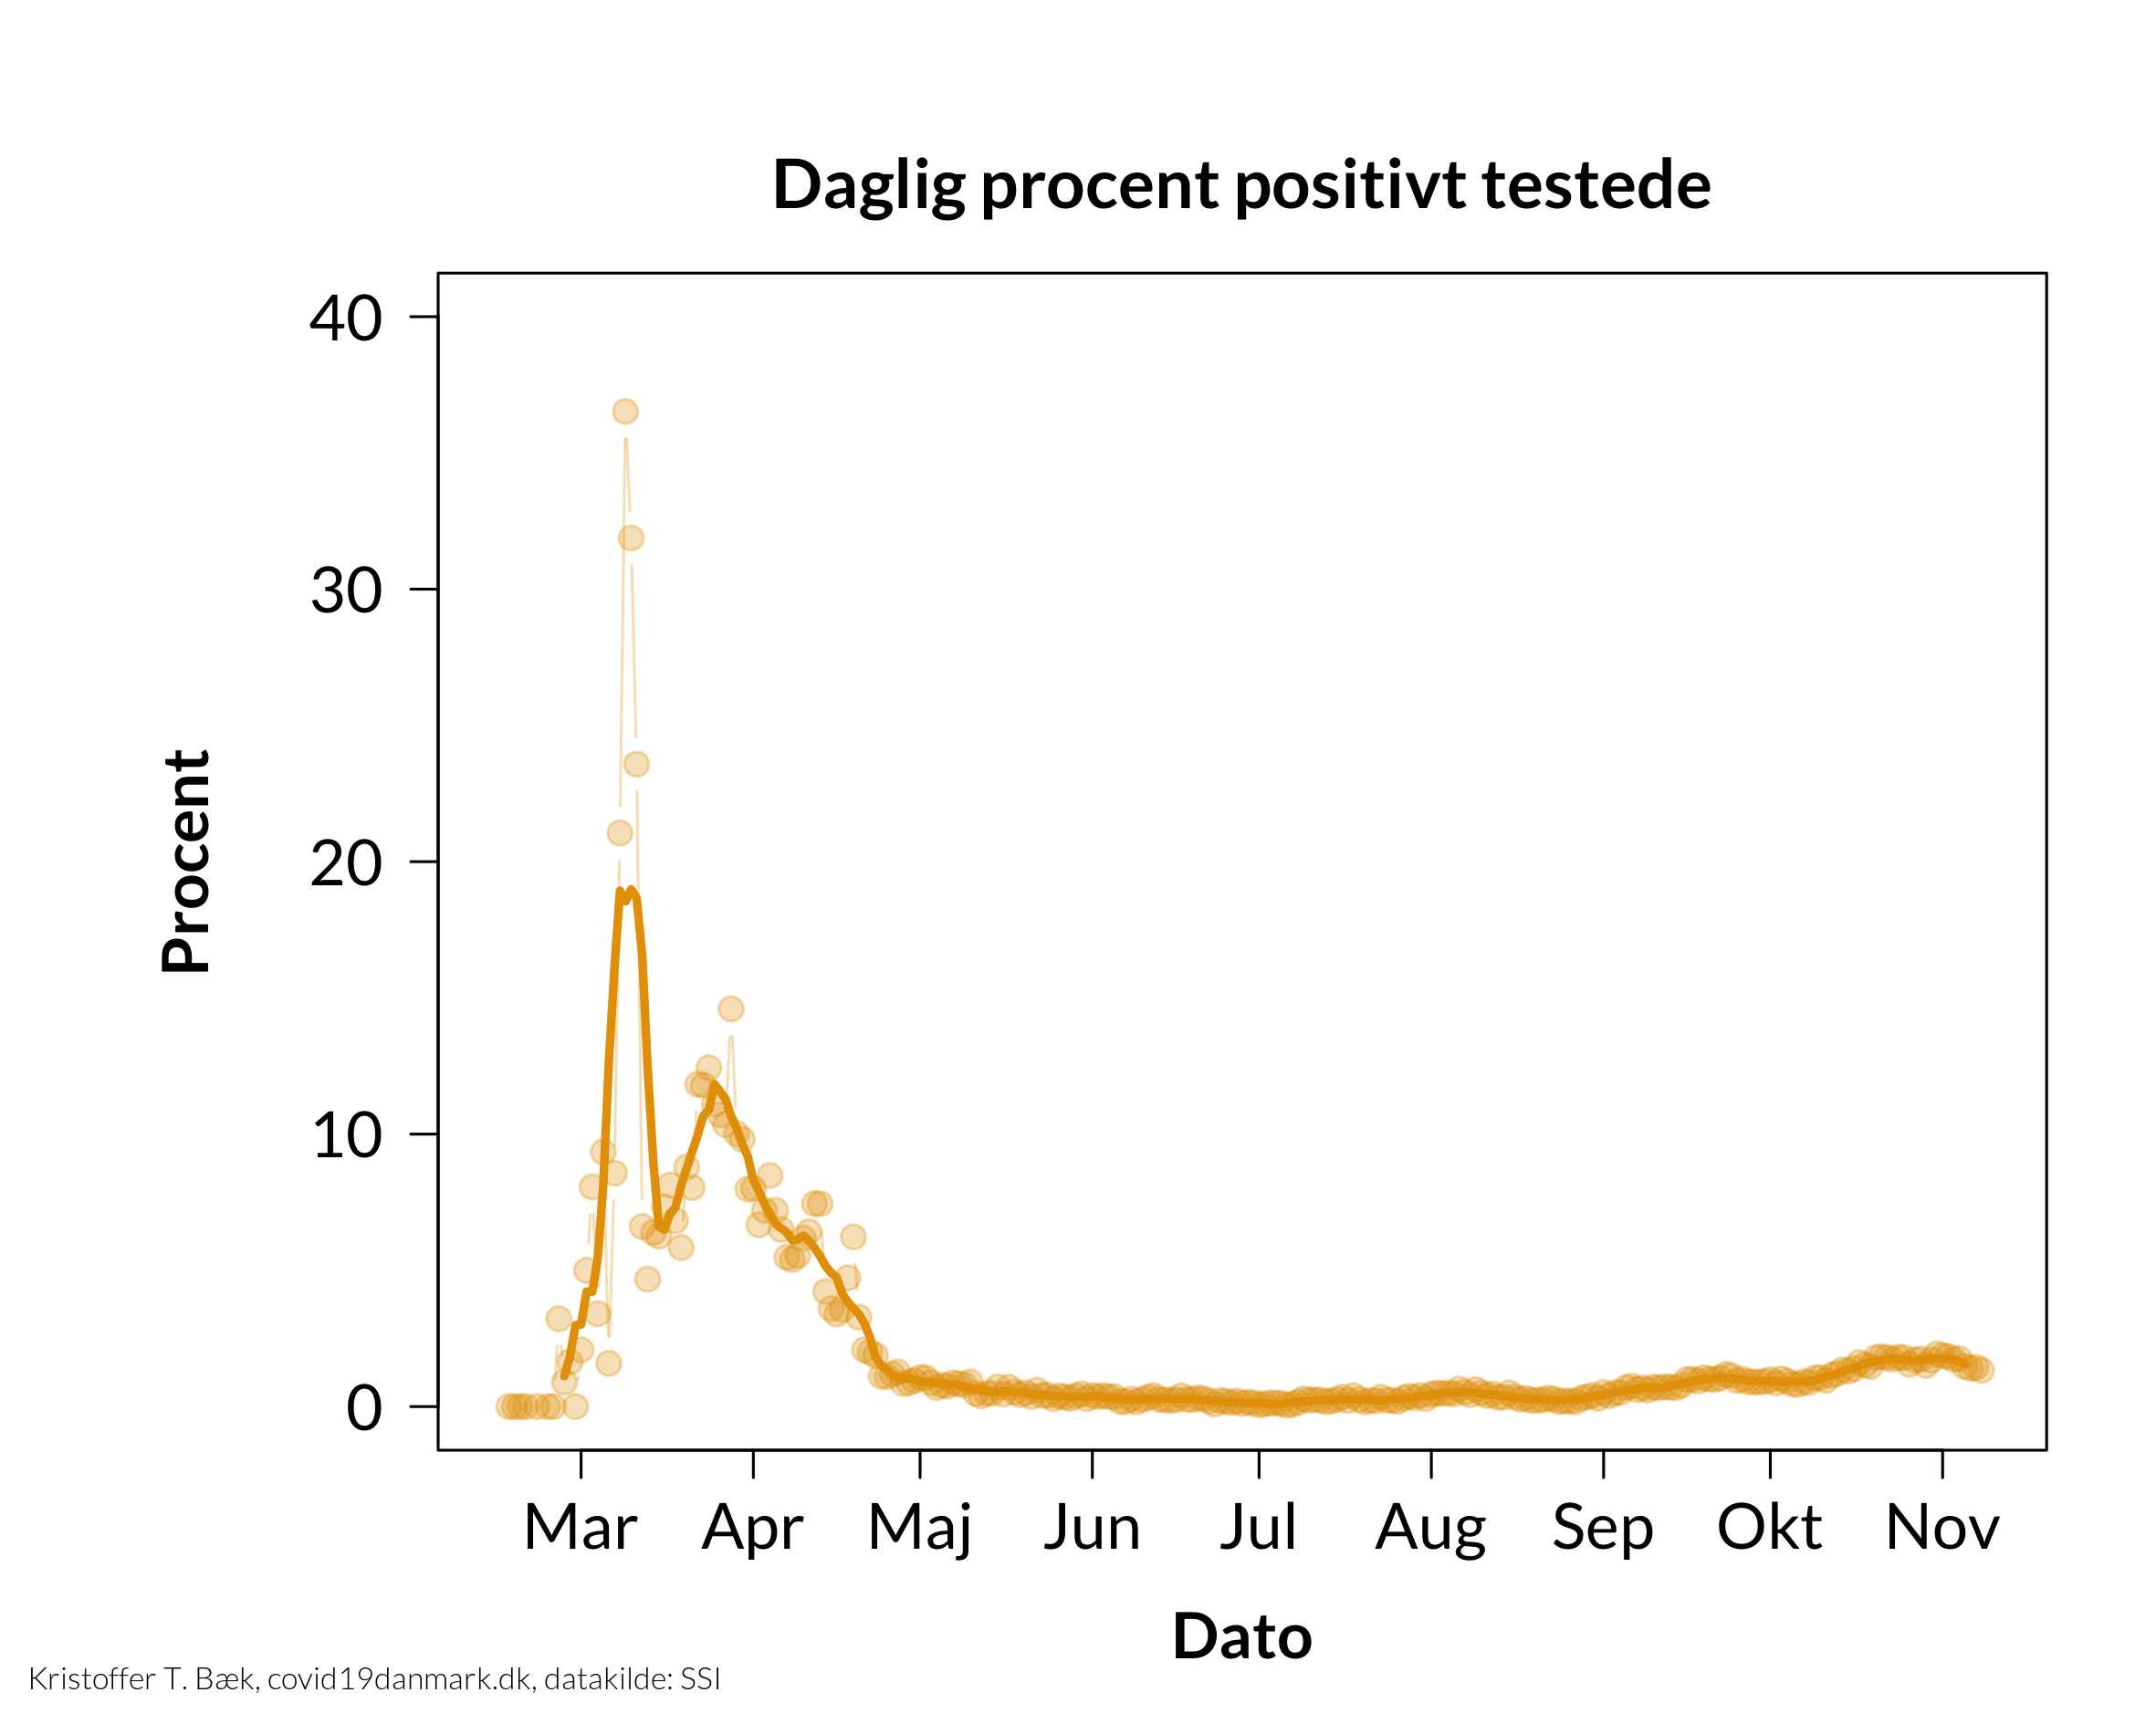 Daglig procent positivt testede
40
30
20
10
0
Procent
Mar Apr Maj Jun Jul Aug Sep Okt Nov
Dato
Kristoffer T. Bæk, covid19danmark.dk, datakilde: SSI